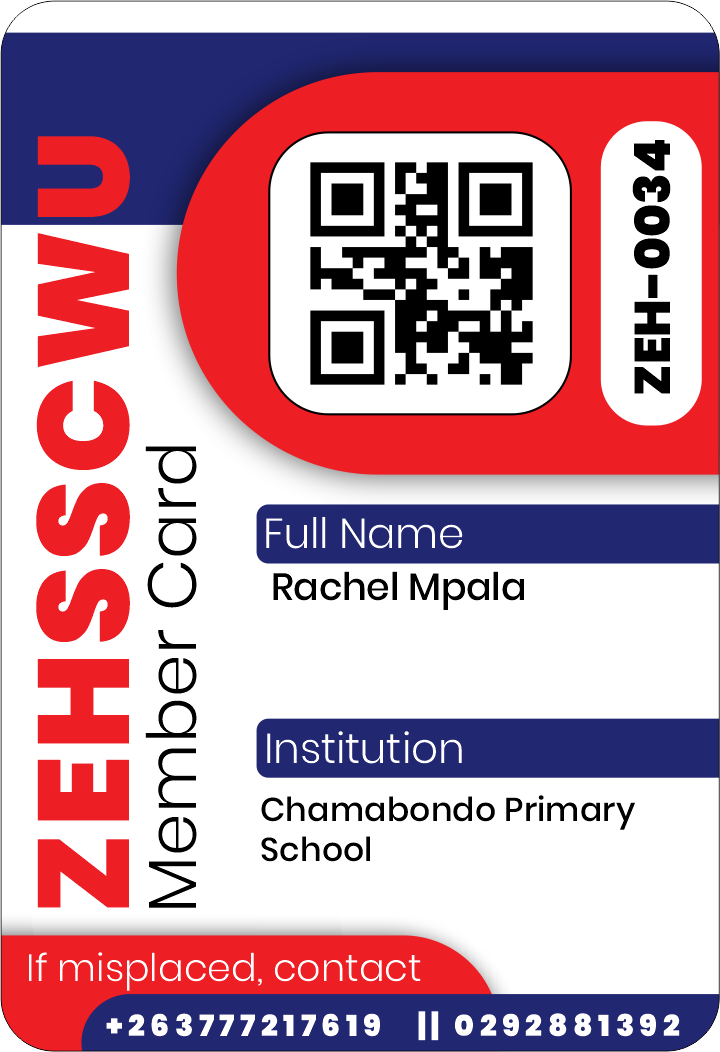 ZEHSSCWU
Member Card
ZEH-0034
Full Name
Rachel Mpala
Institution
Chamabondo Primary
School
If misplaced, contact
+263777217619 || 0292881392